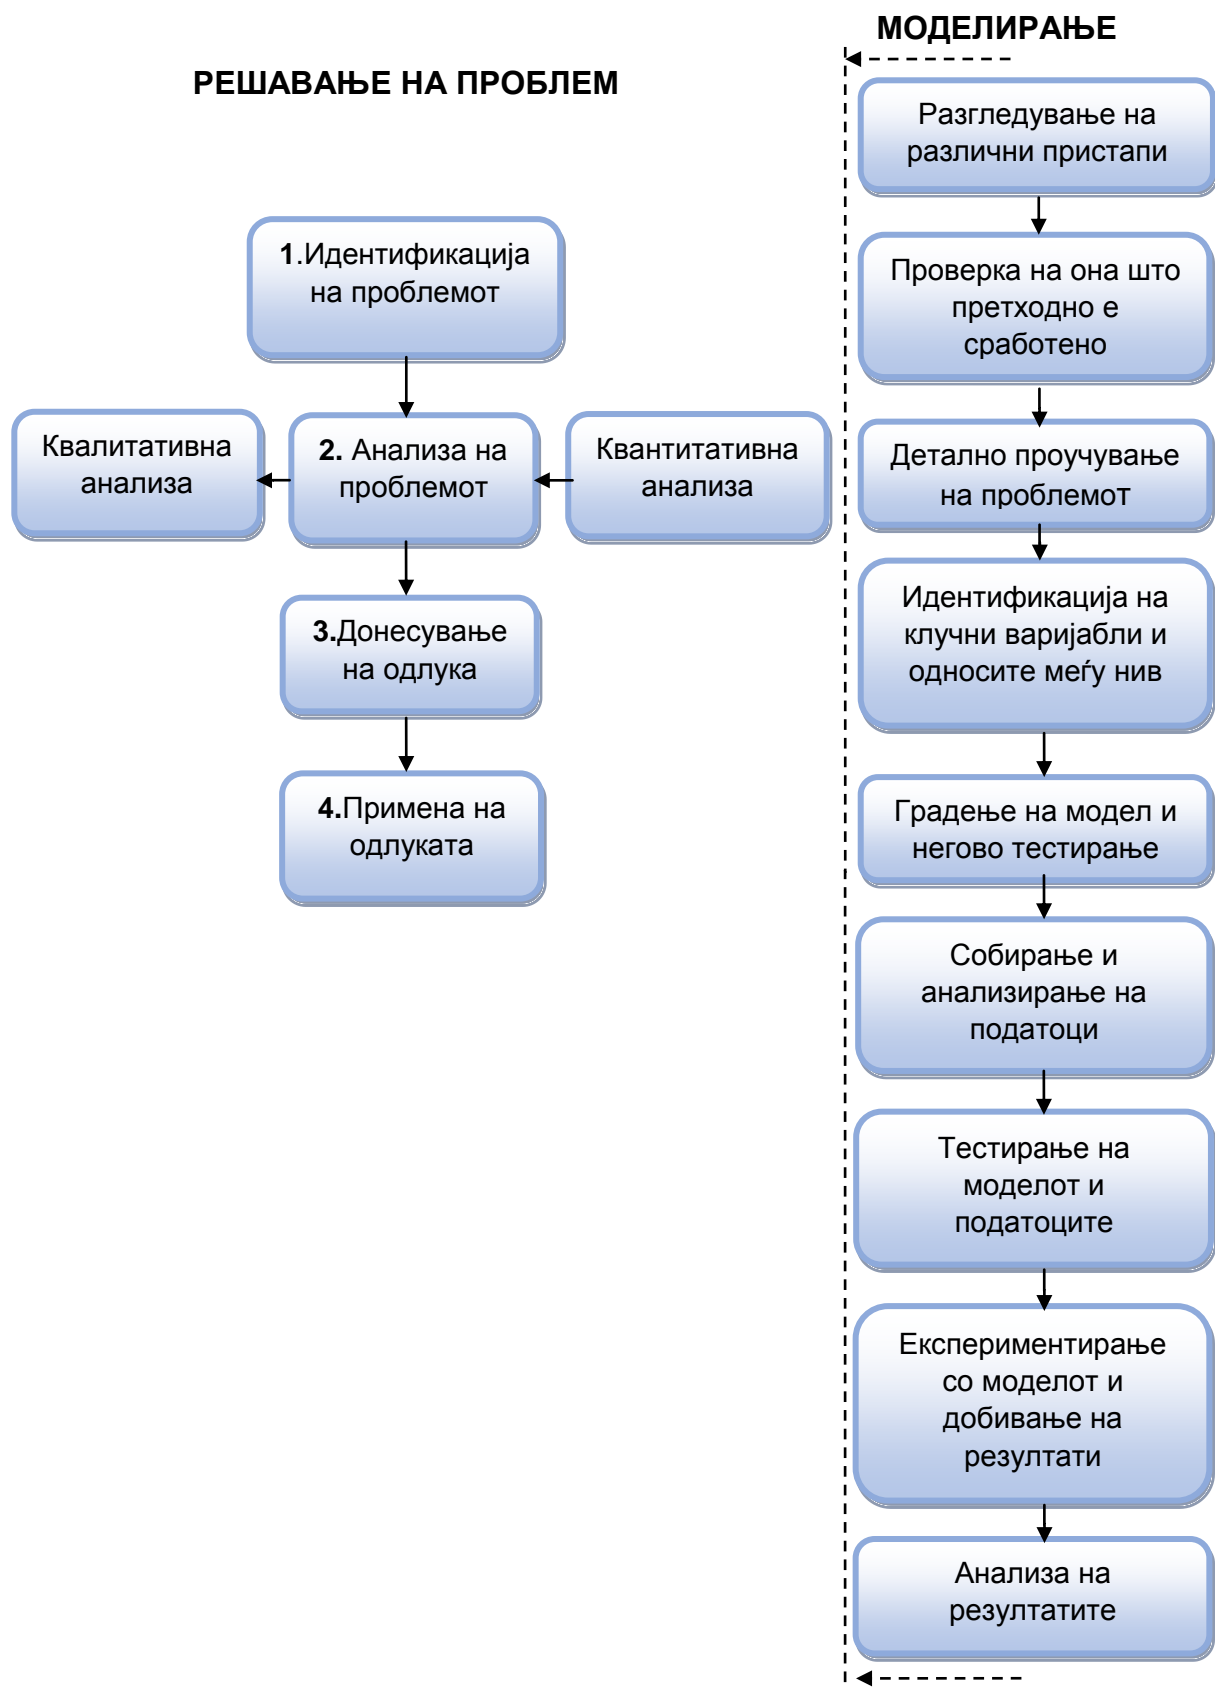 РЕШАВАЊЕ НА ПРОБЛЕМ
1.Идентификација
на проблемот
Квалитативна
анализа
2. Анализа на
проблемот
Квантитативна
анализа
3.Донесување
на одлука
4.Примена на
одлуката
МОДЕЛИРАЊЕ
Разгледување на
различни пристапи
Проверка на она што
претходно е
сработено
Детално проучување
на проблемот
Идентификација на
клучни варијабли и
односите меѓу нив
Градење на модел и
негово тестирање
Собирање и
анализирање на
податоци
Тестирање на
моделот и
податоците
Експериментирање
со моделот и
добивање на
резултати
Анализа на
резултатите